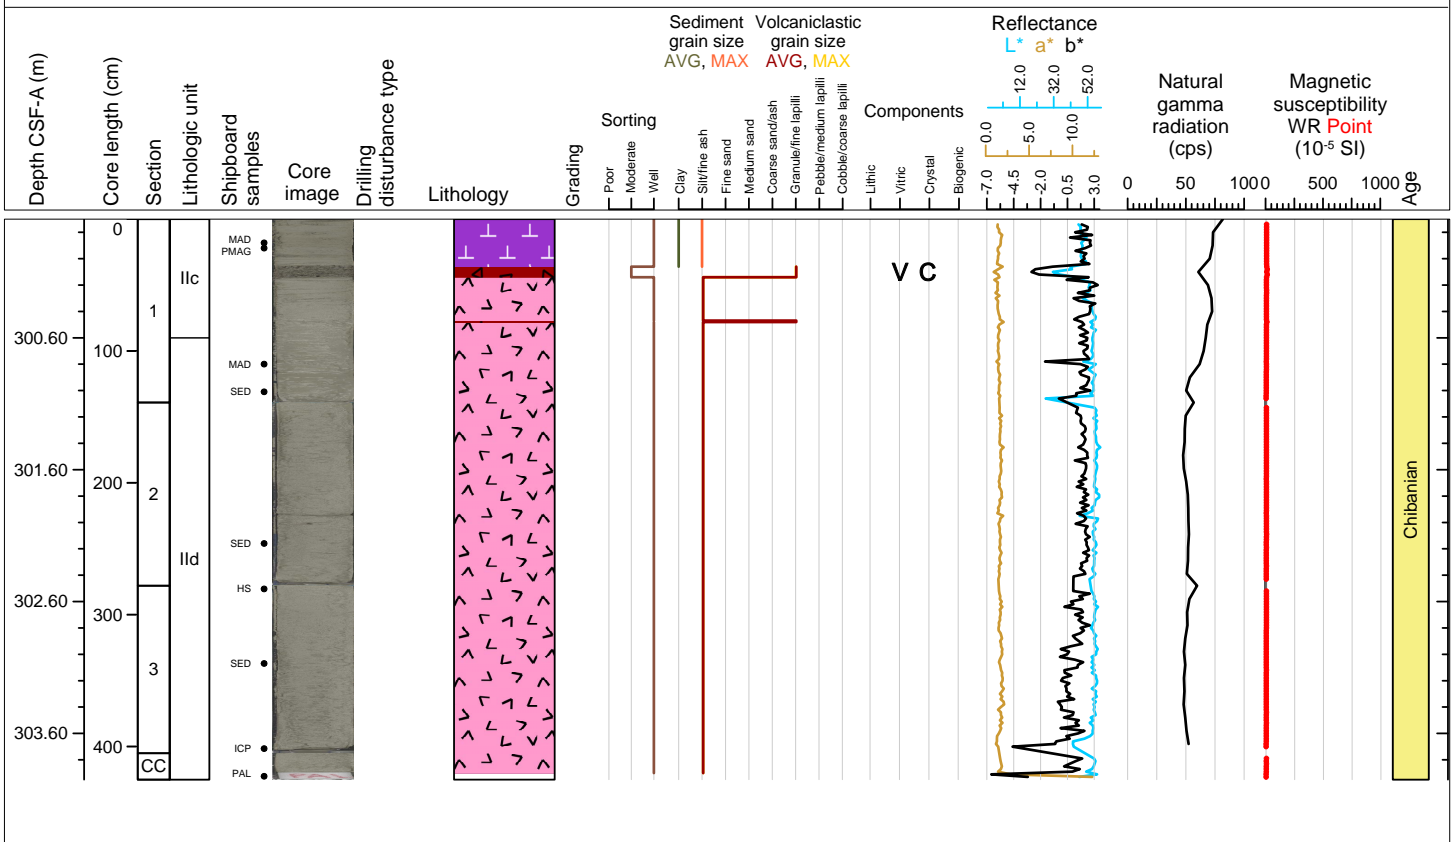 Depth CSF-A (m)
Core length (cm)
Section
Lithologic unit
Shipboard
samples
Core
image
Drilling
disturbance type
Lithology
Grading
Sorting
Poor
Moderate
Well
Sediment
grain size
AVG, MAX
Volcaniclastic
grain size
AVG, MAX
Clay
Silt/fine ash
Fine sand
Medium sand
Coarse sand/ash
Granule/fine lapilli
Pebble/medium lapilli
Cobble/coarse lapilli
Components
Lithic
Vitric
Crystal
Biogenic
Reflectance
L* a* b*
12.0 32.0 52.0
0.0 5.0 10.0
-7.0 -4.5 -2.0 0.5 3.0
Natural
gamma
radiation
(cps)
0 50 100
Magnetic
susceptibility
WR Point
(10-5 SI)
0 500 1000
Age
0
MAD
PMAG
IIc
V C
1
300.60
100
MAD
SED
301.60
200
2
SED
Chibanian
IId
HS
302.60
300
SED
3
303.60
400
ICP
CC
PAL